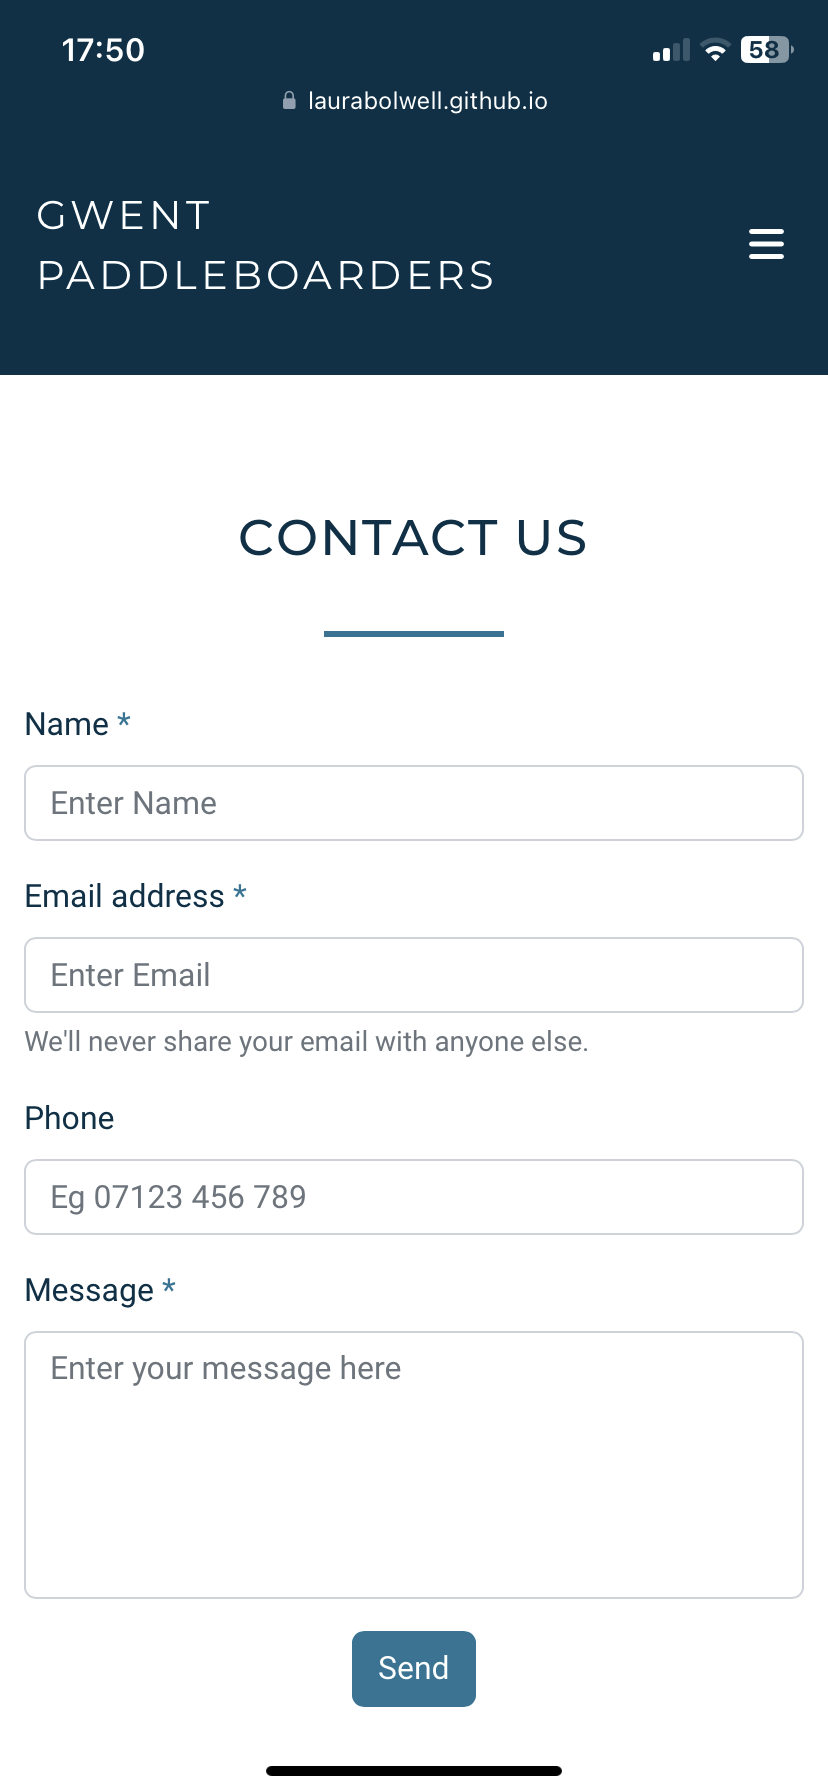 17:50
58
laurabolwell.github.io
GWENT
PADDLEBOARDERS
CONTACT US
Name *
Enter Name
Email address *
Enter Email
We'll never share your email with anyone else.
Phone
Eg 07123 456 789
Message *
Enter your message here
Send